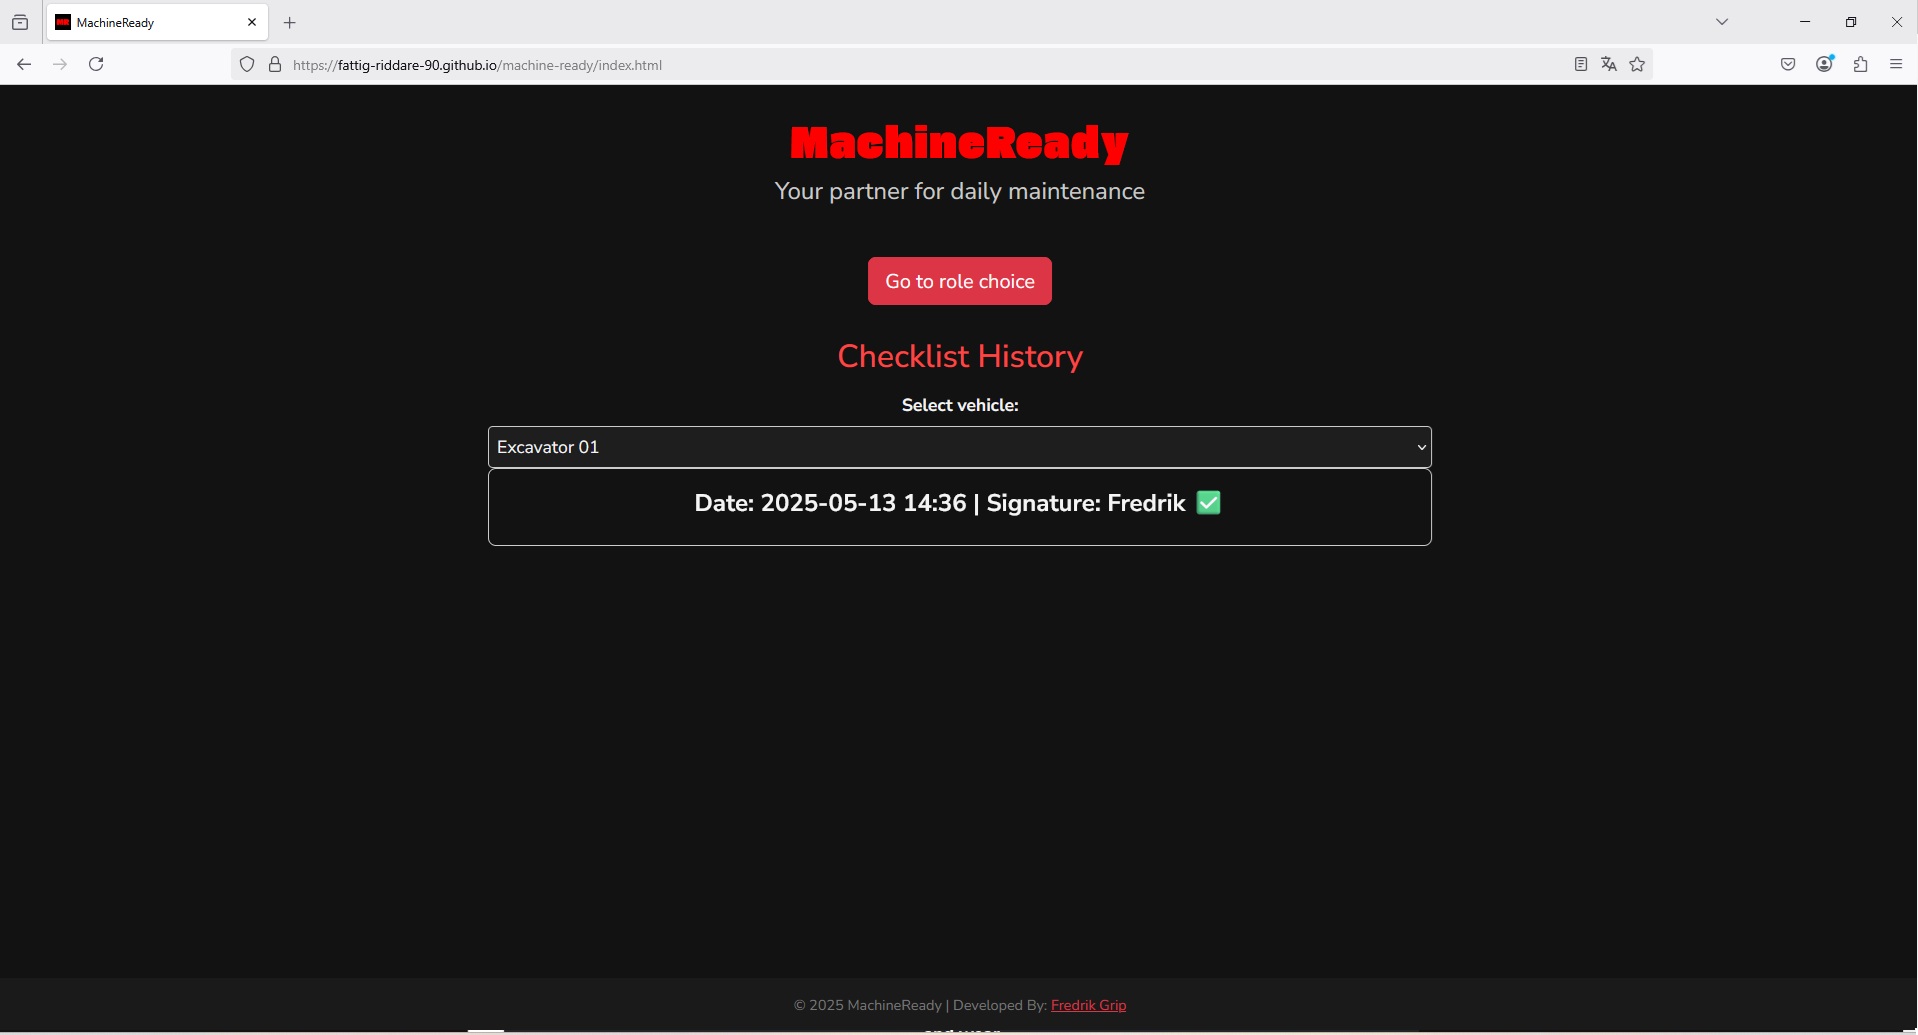 MachineReady
https://fattig-riddare-90.github.io/machine-ready/index.html
MachineReady
Your partner for daily maintenance
Go to role choice
Checklist History
Select vehicle:
Excavator 01
Date: 2025-05-13 14:36 | Signature: Fredrik ✅
© 2025 MachineReady | Developed By: Fredrik Grip